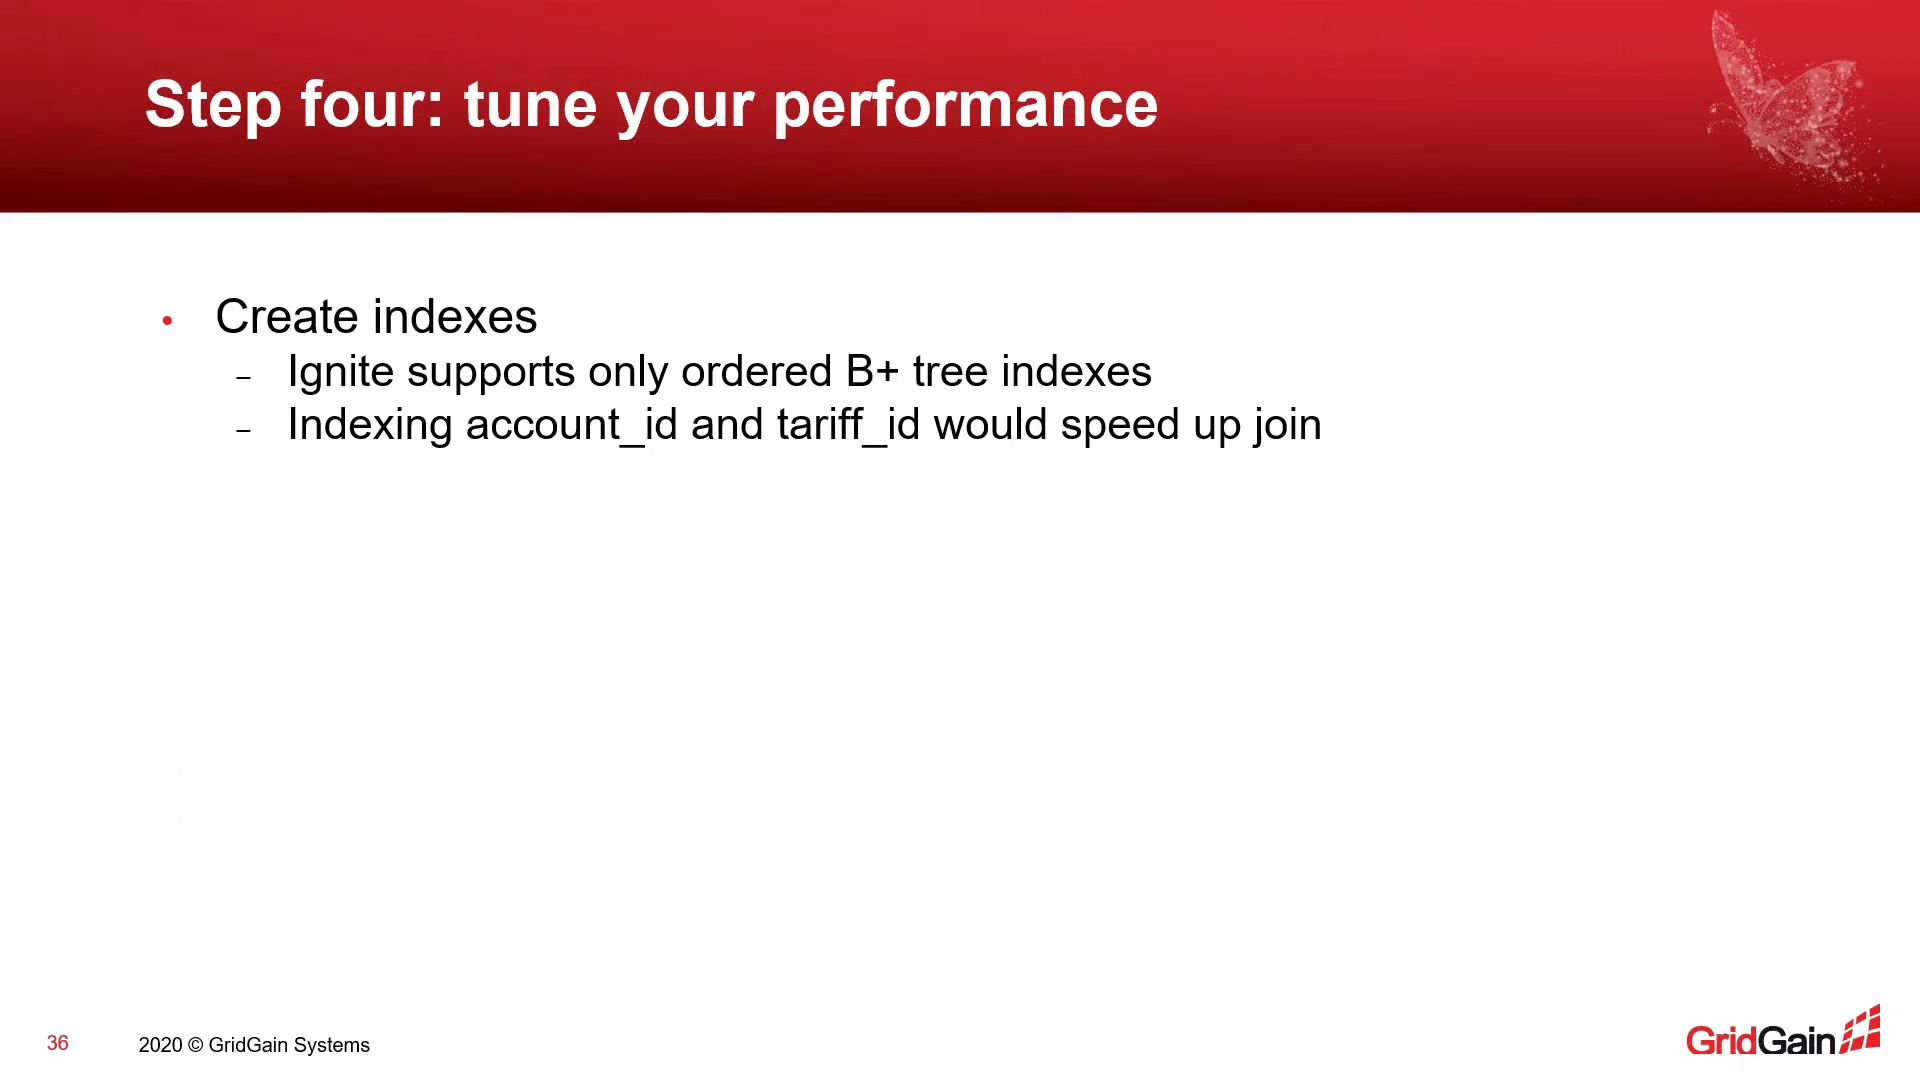 Step four: tune your performance
• Create indexes
– Ignite supports only ordered B+ tree indexes
– Indexing account_id and tariff_id would speed up join
36 2020 © GridGain Systems
GridGain